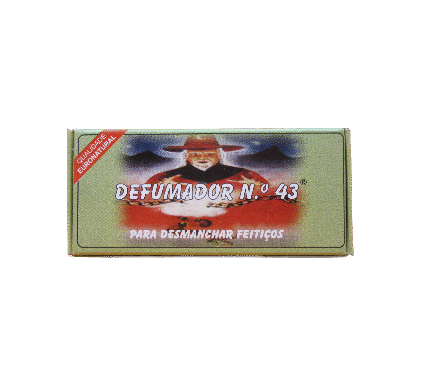 QUALIDADE
EURONATURAL
DEFUMADOR N.º 43®
PARA DESMANCHAR FEITIÇOS